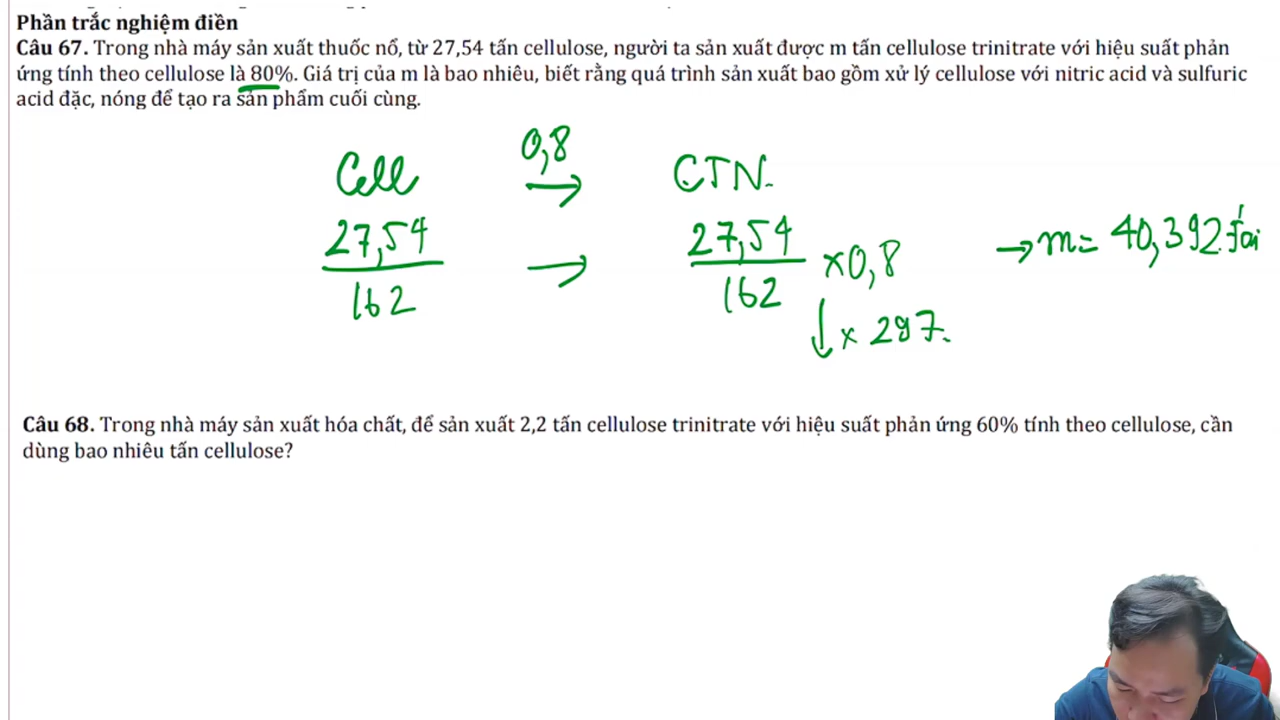 Phần trắc nghiệm điền
Câu 67. Trong nhà máy sản xuất thuốc nổ, từ 27,54 tấn cellulose, người ta sản xuất được m tấn cellulose trinitrate với hiệu suất phản
ứng tính theo cellulose là 80%. Giá trị của m là bao nhiêu, biết rằng quá trình sản xuất bao gồm xử lý cellulose với nitric acid và sulfuric
acid đặc, nóng để tạo ra sản phẩm cuối cùng.
Cell 0,8 → CTN.
27,54 / 162 → 27,54 / 162 ×0,8 → m = 40,392
↓ × 297.
Câu 68. Trong nhà máy sản xuất hóa chất, để sản xuất 2,2 tấn cellulose trinitrate với hiệu suất phản ứng 60% tính theo cellulose, cần
dùng bao nhiêu tấn cellulose?